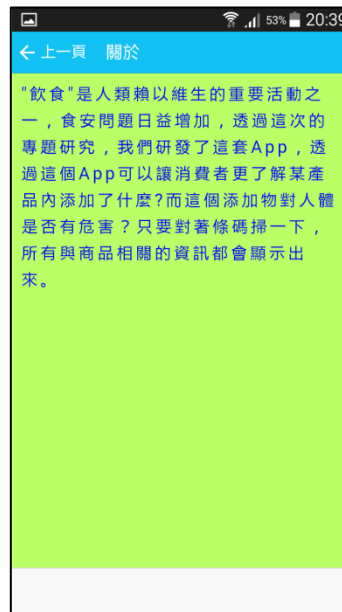 53% 20:39
← 上一頁 關於
"飲食"是人類賴以維生的重要活動之
一，食安問題日益增加，透過這次的
專題研究，我們研發了這套App，透
過這個App可以讓消費者更了解某產
品內添加了什麼?而這個添加物對人體
是否有危害？只要對著條碼掃一下，
所有與商品相關的資訊都會顯示出
來。